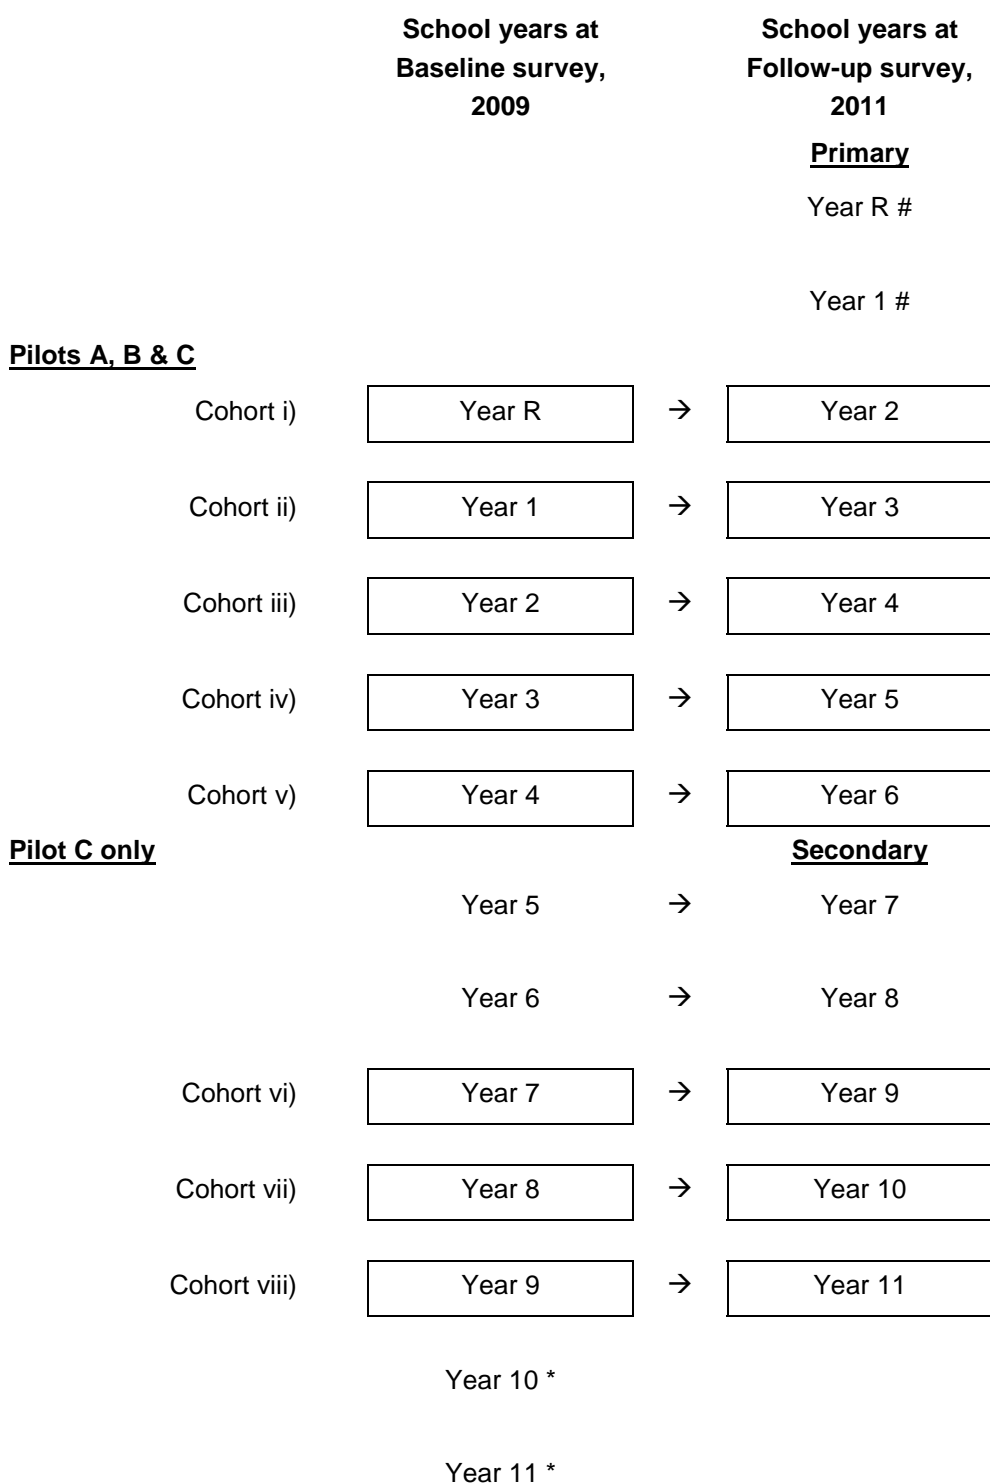 School years at Baseline survey, 2009
School years at Follow-up survey, 2011
Primary
Year R #
Year 1 #
Pilots A, B & C
Cohort i) Year R → Year 2
Cohort ii) Year 1 → Year 3
Cohort iii) Year 2 → Year 4
Cohort iv) Year 3 → Year 5
Cohort v) Year 4 → Year 6
Pilot C only Secondary
Year 5 → Year 7
Year 6 → Year 8
Cohort vi) Year 7 → Year 9
Cohort vii) Year 8 → Year 10
Cohort viii) Year 9 → Year 11
Year 10 *
Year 11 *